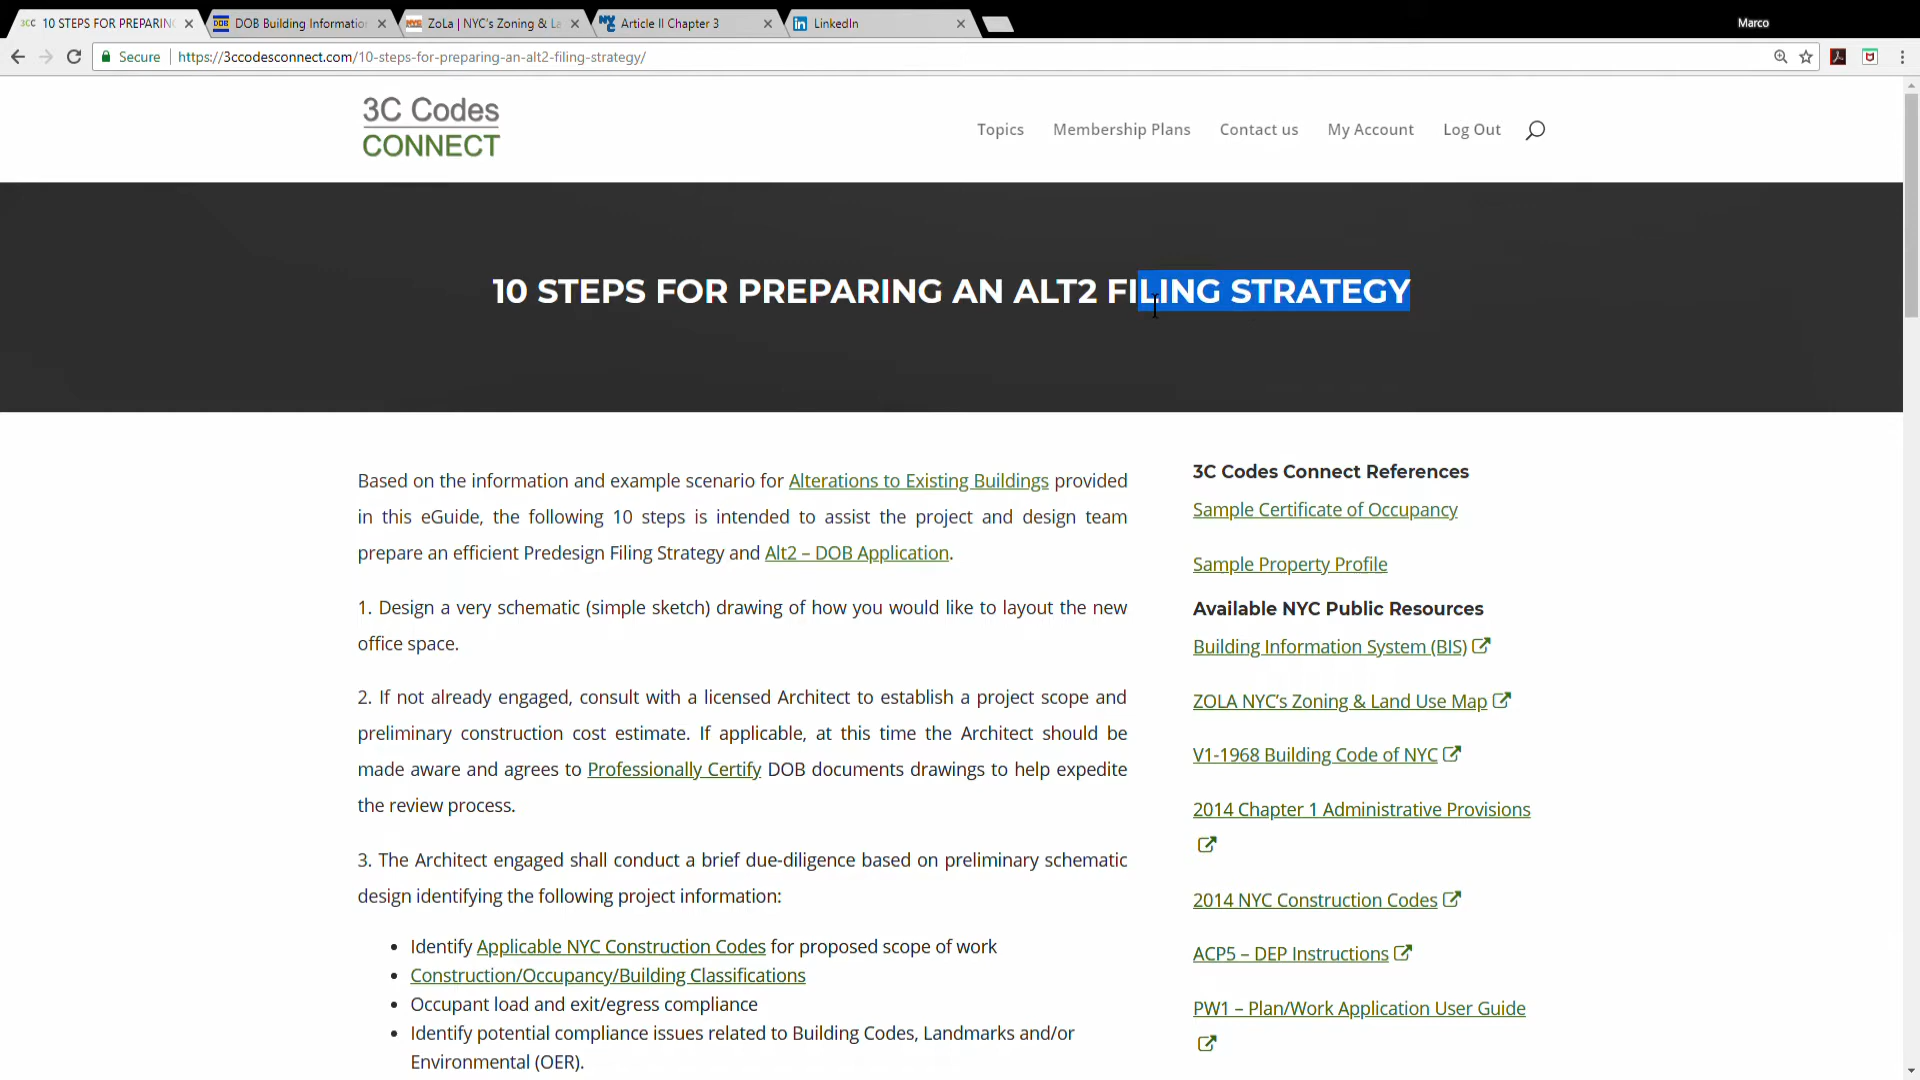 10 STEPS FOR PREPARING
DOB Building Informatio
ZoLa | NYC's Zoning & La
Article II Chapter 3
LinkedIn
Marco
Secure
https://3ccodesconnect.com/10-steps-for-preparing-an-alt2-filing-strategy/
3C Codes
CONNECT
Topics
Membership Plans
Contact us
My Account
Log Out
10 STEPS FOR PREPARING AN ALT2 FILING STRATEGY
Based on the information and example scenario for Alterations to Existing Buildings provided
in this eGuide, the following 10 steps is intended to assist the project and design team
prepare an efficient Predesign Filing Strategy and Alt2 – DOB Application.
1. Design a very schematic (simple sketch) drawing of how you would like to layout the new
office space.
2. If not already engaged, consult with a licensed Architect to establish a project scope and
preliminary construction cost estimate. If applicable, at this time the Architect should be
made aware and agrees to Professionally Certify DOB documents drawings to help expedite
the review process.
3. The Architect engaged shall conduct a brief due-diligence based on preliminary schematic
design identifying the following project information:
• Identify Applicable NYC Construction Codes for proposed scope of work
• Construction/Occupancy/Building Classifications
• Occupant load and exit/egress compliance
• Identify potential compliance issues related to Building Codes, Landmarks and/or
Environmental (OER).
3C Codes Connect References
Sample Certificate of Occupancy
Sample Property Profile
Available NYC Public Resources
Building Information System (BIS)
ZOLA NYC's Zoning & Land Use Map
V1-1968 Building Code of NYC
2014 Chapter 1 Administrative Provisions
2014 NYC Construction Codes
ACP5 – DEP Instructions
PW1 – Plan/Work Application User Guide